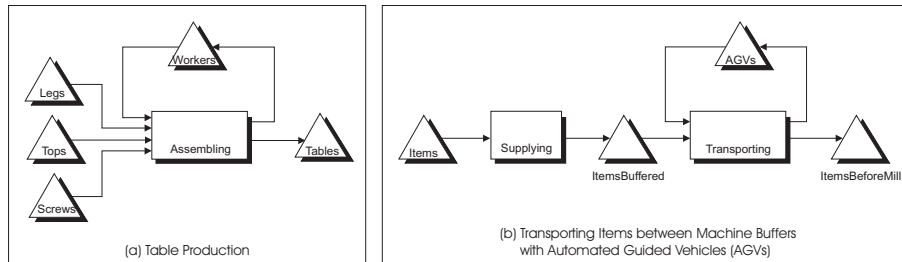 Workers
Legs
Tops
Screws
Assembling
Tables
(a) Table Production
AGVs
Items
Supplying
ItemsBuffered
Transporting
ItemsBeforeMill
(b) Transporting Items between Machine Buffers
with Automated Guided Vehicles (AGVs)